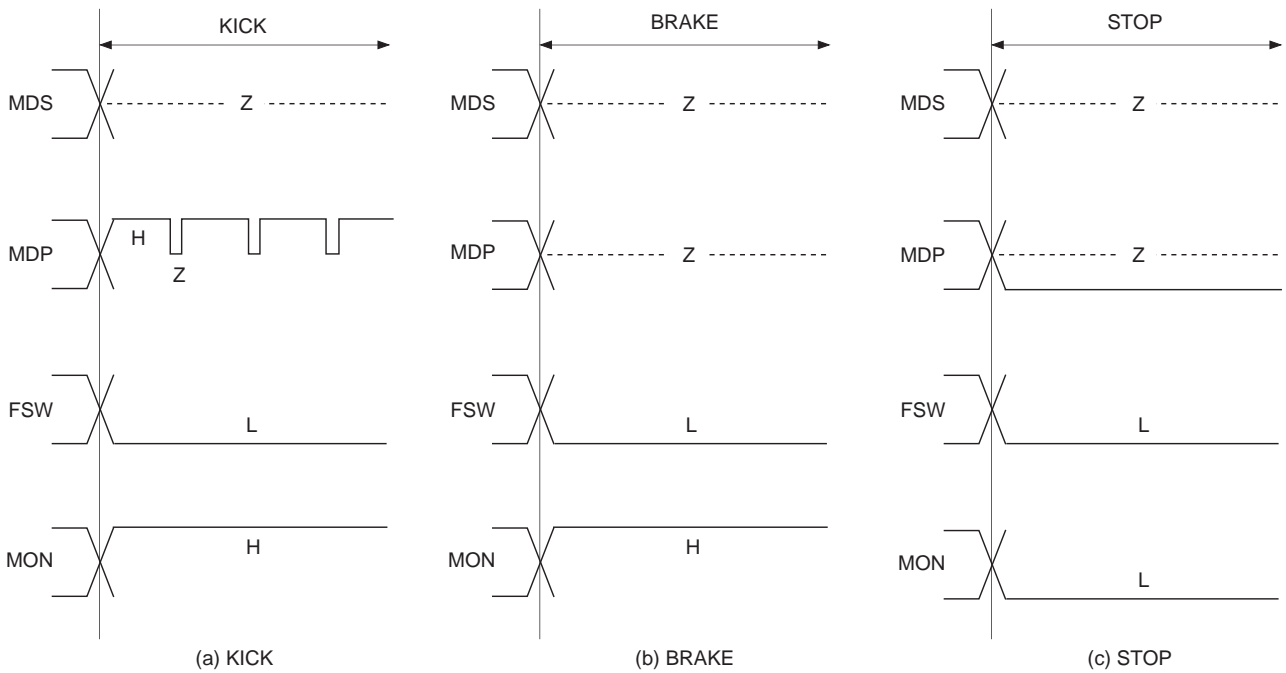 KICK
MDS
Z
MDP
H
Z
FSW
L
MON
H
(a) KICK
BRAKE
MDS
Z
MDP
Z
FSW
L
MON
H
(b) BRAKE
STOP
MDS
Z
MDP
Z
FSW
L
MON
L
(c) STOP